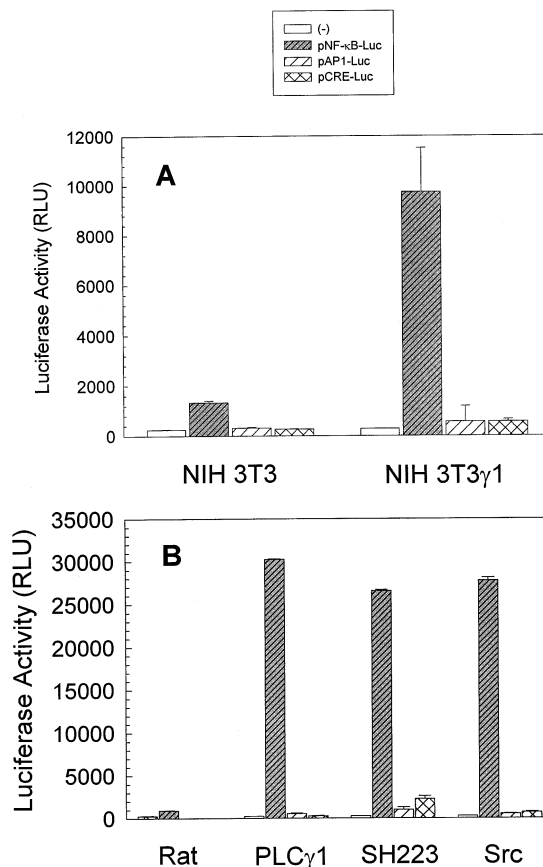 (-)
pNF-κB-Luc
pAP1-Luc
pCRE-Luc
A
Luciferase Activity (RLU)
12000
10000
8000
6000
4000
2000
0
NIH 3T3 NIH 3T3γ1
B
Luciferase Activity (RLU)
35000
30000
25000
20000
15000
10000
5000
0
Rat PLCγ1 SH223 Src